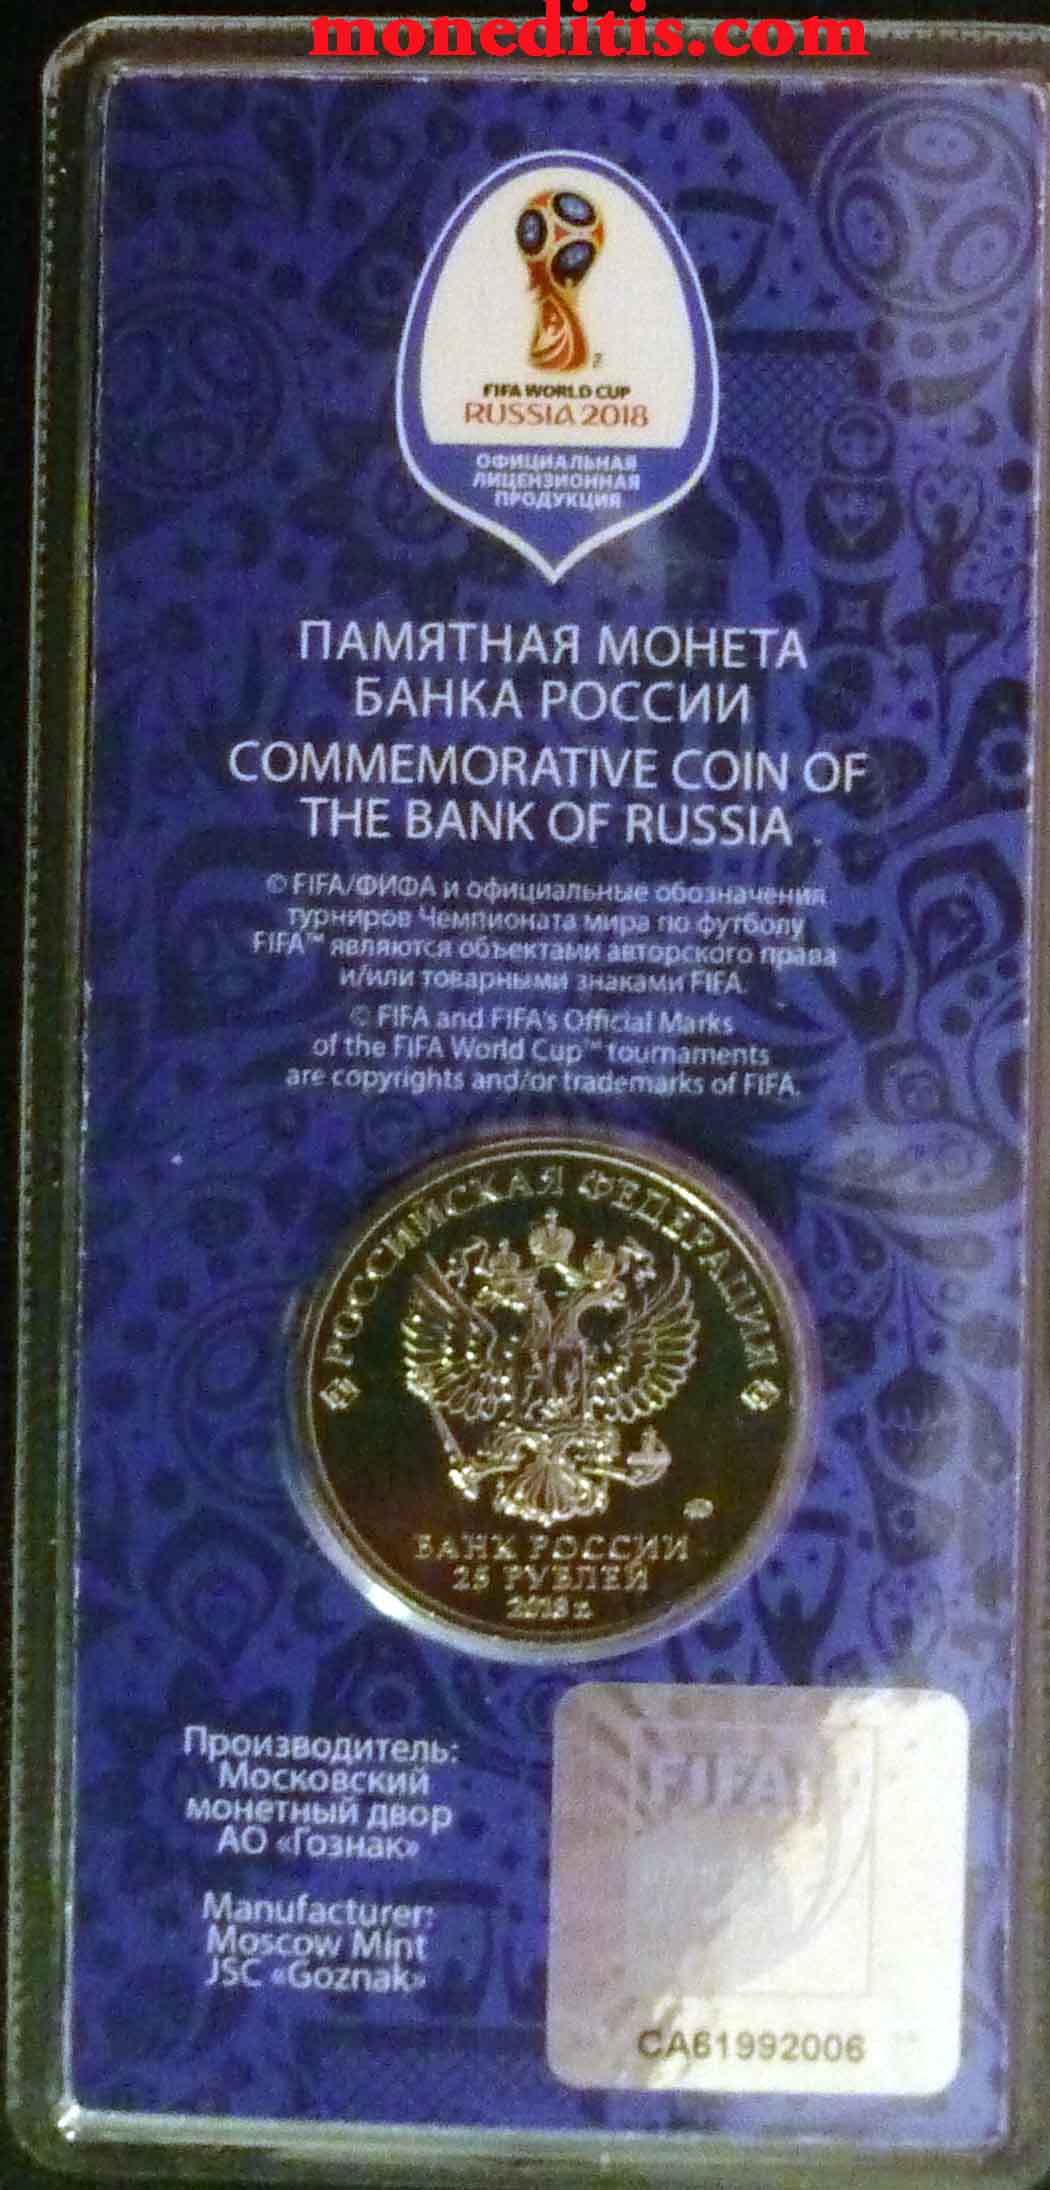 moneditis.com
FIFA WORLD CUP
RUSSIA 2018
ОФИЦИАЛЬНАЯ
ЛИЦЕНЗИОННАЯ
ПРОДУКЦИЯ
ПАМЯТНАЯ МОНЕТА
БАНКА РОССИИ
COMMEMORATIVE COIN OF
THE BANK OF RUSSIA
© FIFA/ФИФА и официальные обозначения
турниров Чемпионата мира по футболу
FIFA™ являются объектами авторского права
и/или товарными знаками FIFA.
© FIFA and FIFA's Official Marks
of the FIFA World Cup™ tournaments
are copyrights and/or trademarks of FIFA.
РОССИЙСКАЯ ФЕДЕРАЦИЯ
БАНК РОССИИ
25 РУБЛЕЙ
2018 г.
Производитель:
Московский
монетный двор
АО «Гознак»
Manufacturer:
Moscow Mint
JSC «Goznak»
FIFA
CA61992006